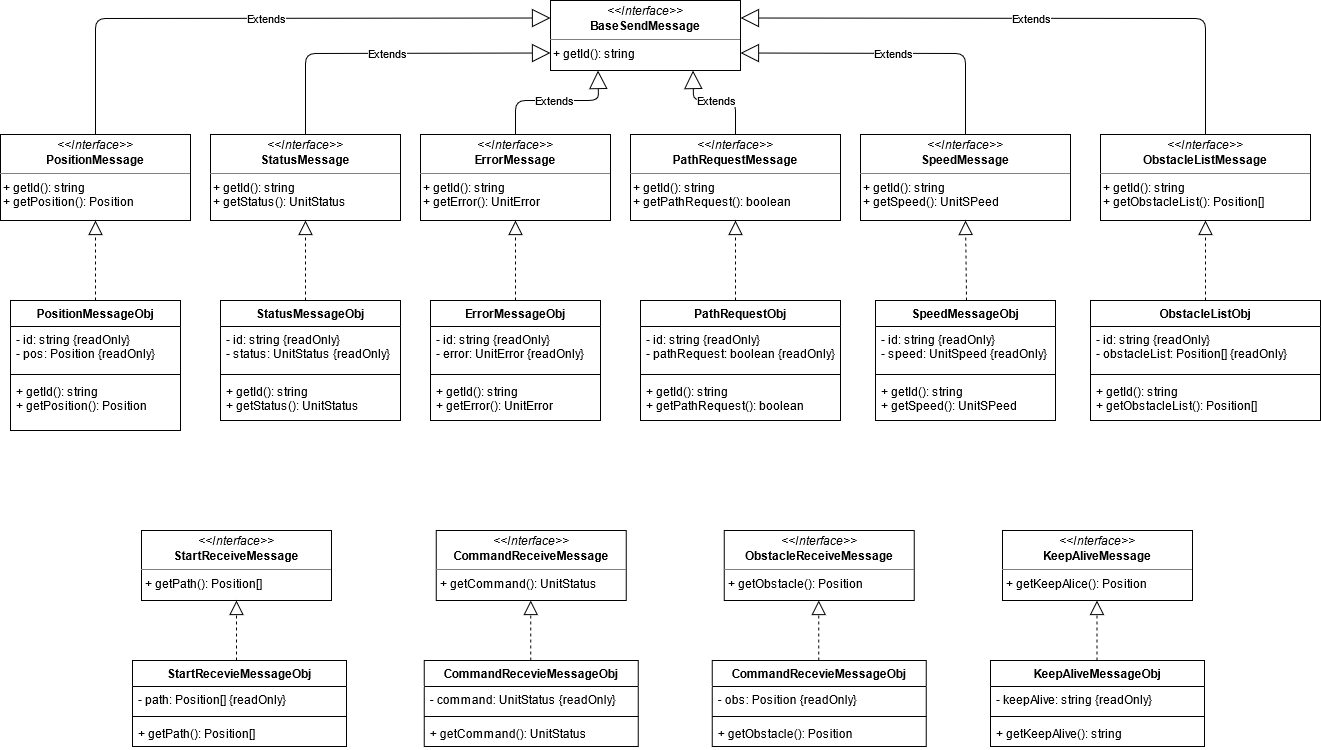 <<Interface>>
BaseSendMessage
+ getId(): string
Extends
Extends
Extends
Extends
Extends
Extends
<<Interface>>
PositionMessage
+ getId(): string
+ getPosition(): Position
<<Interface>>
StatusMessage
+ getId(): string
+ getStatus(): UnitStatus
<<Interface>>
ErrorMessage
+ getId(): string
+ getError(): UnitError
<<Interface>>
PathRequestMessage
+ getId(): string
+ getPathRequest(): boolean
<<Interface>>
SpeedMessage
+ getId(): string
+ getSpeed(): UnitSPeed
<<Interface>>
ObstacleListMessage
+ getId(): string
+ getObstacleList(): Position[]
PositionMessageObj
- id: string {readOnly}
- pos: Position {readOnly}
+ getId(): string
+ getPosition(): Position
StatusMessageObj
- id: string {readOnly}
- status: UnitStatus {readOnly}
+ getId(): string
+ getStatus(): UnitStatus
ErrorMessageObj
- id: string {readOnly}
- error: UnitError {readOnly}
+ getId(): string
+ getError(): UnitError
PathRequestObj
- id: string {readOnly}
- pathRequest: boolean {readOnly}
+ getId(): string
+ getPathRequest(): boolean
SpeedMessageObj
- id: string {readOnly}
- speed: UnitSpeed {readOnly}
+ getId(): string
+ getSpeed(): UnitSPeed
ObstacleListObj
- id: string {readOnly}
- obstacleList: Position[] {readOnly}
+ getId(): string
+ getObstacleList(): Position[]
<<Interface>>
StartReceiveMessage
+ getPath(): Position[]
<<Interface>>
CommandReceiveMessage
+ getCommand(): UnitStatus
<<Interface>>
ObstacleReceiveMessage
+ getObstacle(): Position
<<Interface>>
KeepAliveMessage
+ getKeepAlice(): Position
StartRecevieMessageObj
- path: Position[] {readOnly}
+ getPath(): Position[]
CommandRecevieMessageObj
- command: UnitStatus {readOnly}
+ getCommand(): UnitStatus
CommandRecevieMessageObj
- obs: Position {readOnly}
+ getObstacle(): Position
KeepAliveMessageObj
- keepAlive: string {readOnly}
+ getKeepAlive(): string